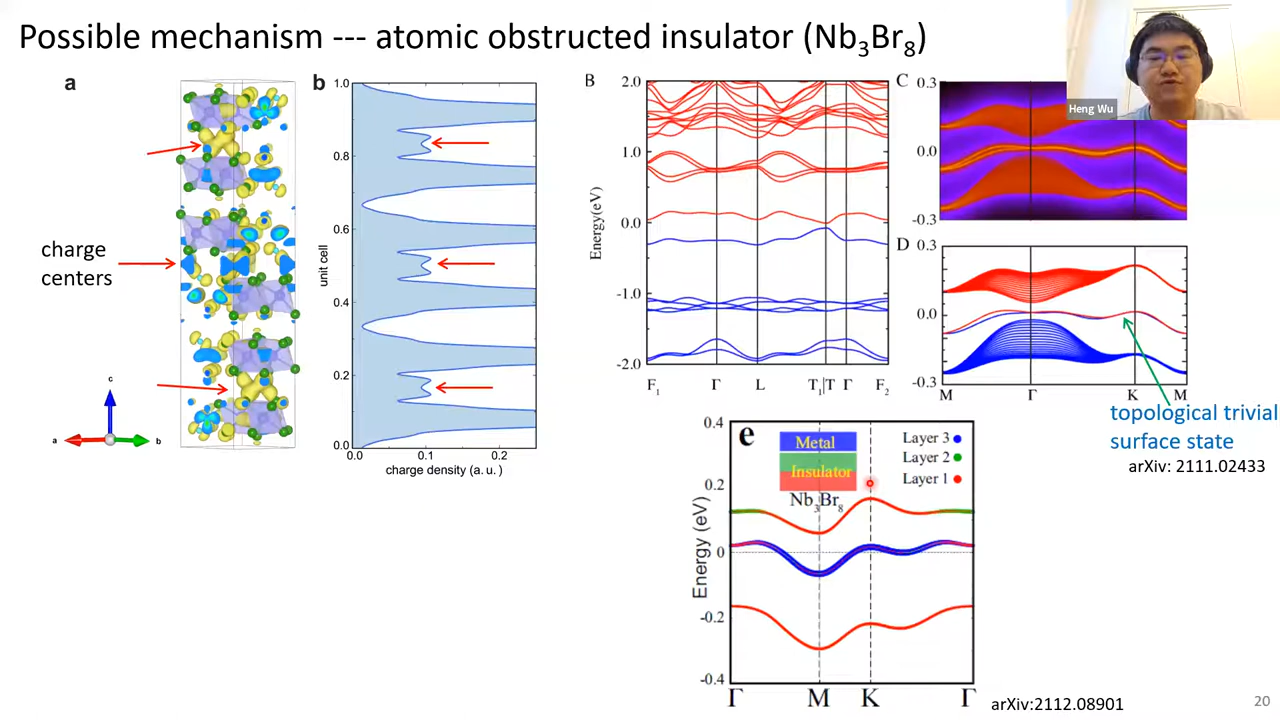 Possible mechanism --- atomic obstructed insulator (Nb₃Br₈)
Heng Wu
a
charge
centers
c
a
b
b
unit cell
1.0
0.8
0.6
0.4
0.2
0.0
0.0
0.1
0.2
charge density (a. u.)
B
Energy(eV)
2.0
1.0
0.0
-1.0
-2.0
F₁
Γ
L
T₁|T
Γ
F₂
C
0.3
0.0
-0.3
D
0.3
0.0
-0.3
M
Γ
K
M
topological trivial
surface state
arXiv: 2111.02433
e
Metal
Insulator
Nb₃Br₈
Layer 3
Layer 2
Layer 1
Energy (eV)
0.4
0.2
0
-0.2
-0.4
Γ
M
K
Γ
arXiv:2112.08901
20